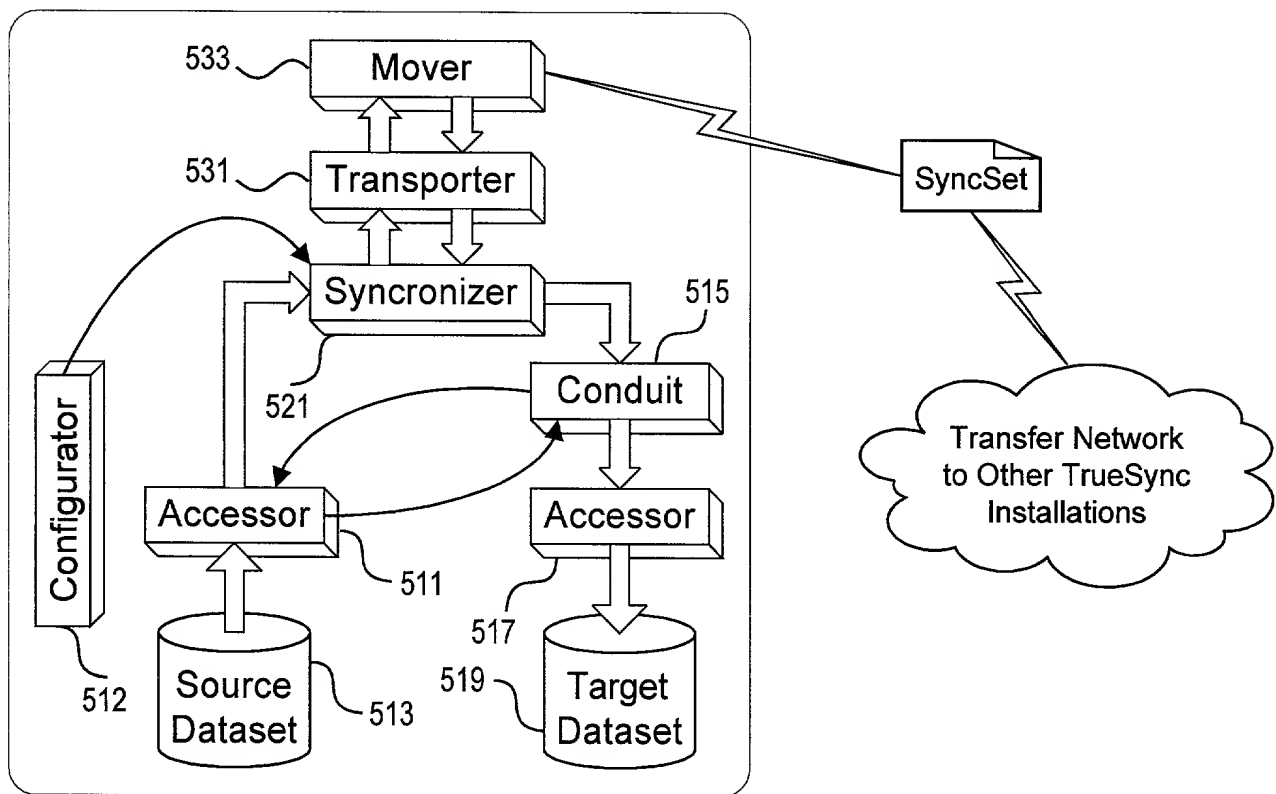 533
Mover
531
Transporter
SyncSet
Syncronizer
515
521
Conduit
Configurator
Transfer Network
to Other TrueSync
Installations
Accessor
Accessor
511
517
512
Source
Dataset
513
519
Target
Dataset